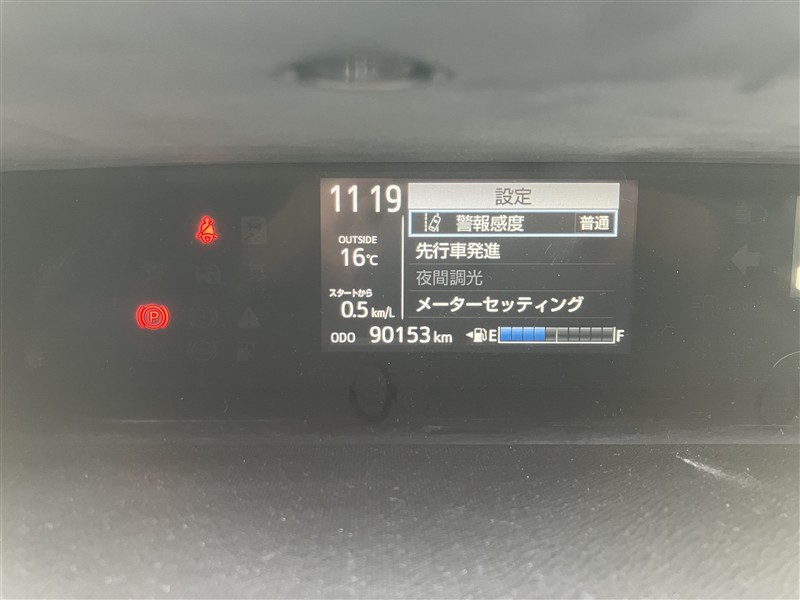 11 19
設定
警報感度 普通
先行車発進
夜間調光
メーターセッティング
OUTSIDE
16℃
スタートから
0.5 km/L
ODO 90153 km
E F
P